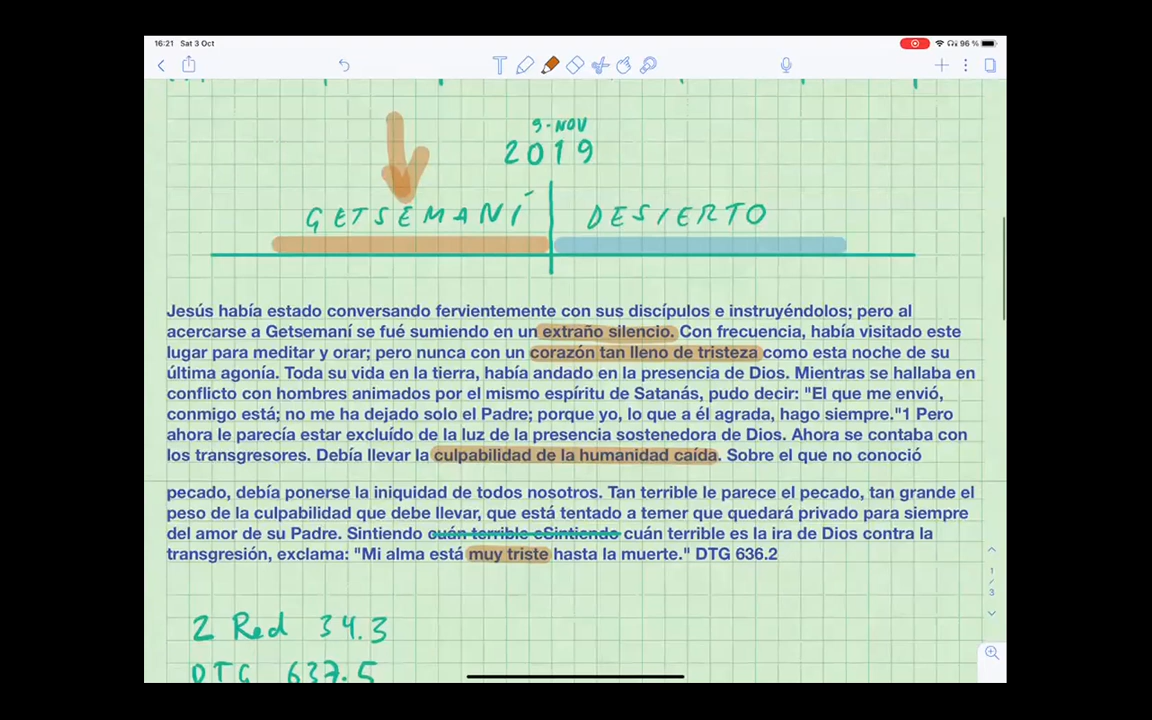 16:21 Sat 3 Oct
96 %
9-NOV
2019
GETSEMANÍ DESIERTO
Jesús había estado conversando fervientemente con sus discípulos e instruyéndolos; pero al
acercarse a Getsemaní se fué sumiendo en un extraño silencio. Con frecuencia, había visitado este
lugar para meditar y orar; pero nunca con un corazón tan lleno de tristeza como esta noche de su
última agonía. Toda su vida en la tierra, había andado en la presencia de Dios. Mientras se hallaba en
conflicto con hombres animados por el mismo espíritu de Satanás, pudo decir: "El que me envió,
conmigo está; no me ha dejado solo el Padre; porque yo, lo que a él agrada, hago siempre."1 Pero
ahora le parecía estar excluído de la luz de la presencia sostenedora de Dios. Ahora se contaba con
los transgresores. Debía llevar la culpabilidad de la humanidad caída. Sobre el que no conoció
pecado, debía ponerse la iniquidad de todos nosotros. Tan terrible le parece el pecado, tan grande el
peso de la culpabilidad que debe llevar, que está tentado a temer que quedará privado para siempre
del amor de su Padre. Sintiendo cuán terrible eSintiendo cuán terrible es la ira de Dios contra la
transgresión, exclama: "Mi alma está muy triste hasta la muerte." DTG 636.2
1
/
3
2 Red 34.3
DTG 637.5